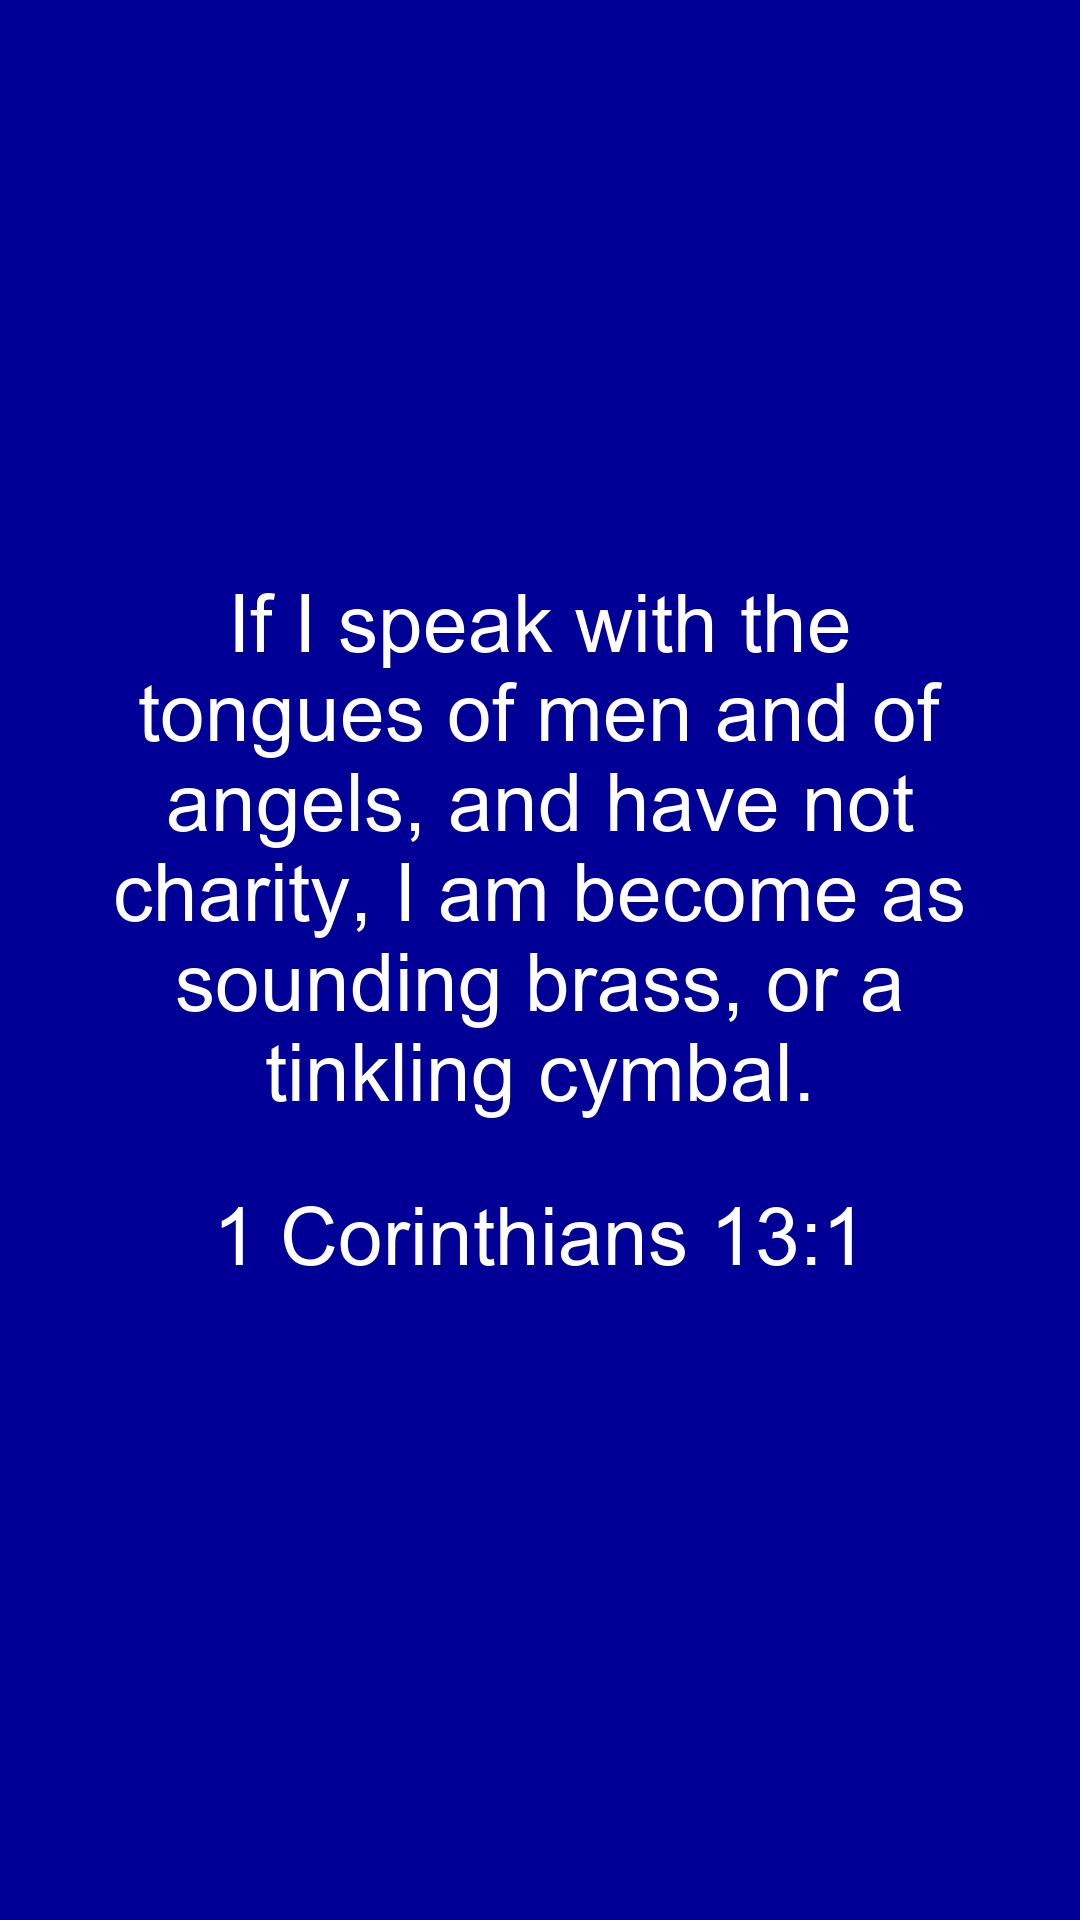 If I speak with the
tongues of men and of
angels, and have not
charity, I am become as
sounding brass, or a
tinkling cymbal.
1 Corinthians 13:1